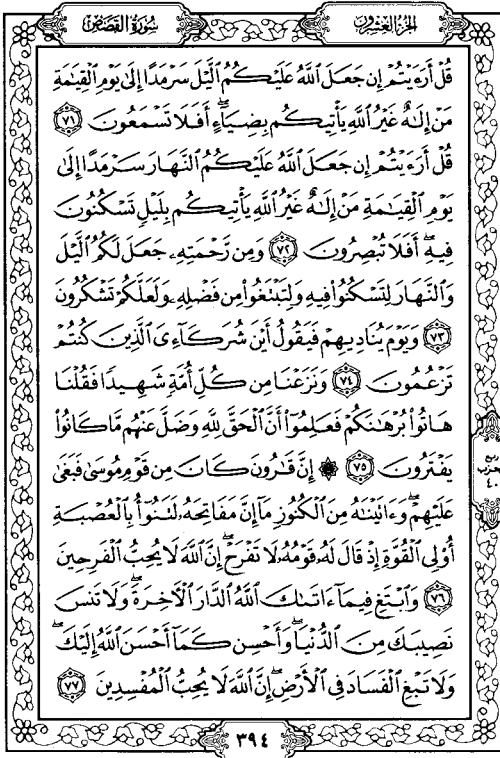 الجزء العشرون
سورة القصص
قُلْ أَرَءَيْتُمْ إِن جَعَلَ ٱللَّهُ عَلَيْكُمُ ٱلَّيْلَ سَرْمَدًا إِلَىٰ يَوْمِ ٱلْقِيَٰمَةِ
مَنْ إِلَٰهٌ غَيْرُ ٱللَّهِ يَأْتِيكُم بِضِيَآءٍ ۖ أَفَلَا تَسْمَعُونَ ٧١
قُلْ أَرَءَيْتُمْ إِن جَعَلَ ٱللَّهُ عَلَيْكُمُ ٱلنَّهَارَ سَرْمَدًا إِلَىٰ
يَوْمِ ٱلْقِيَٰمَةِ مَنْ إِلَٰهٌ غَيْرُ ٱللَّهِ يَأْتِيكُم بِلَيْلٍ تَسْكُنُونَ
فِيهِ ۖ أَفَلَا تُبْصِرُونَ ٧٢ وَمِن رَّحْمَتِهِۦ جَعَلَ لَكُمُ ٱلَّيْلَ
وَٱلنَّهَارَ لِتَسْكُنُوا۟ فِيهِ وَلِتَبْتَغُوا۟ مِن فَضْلِهِۦ وَلَعَلَّكُمْ تَشْكُرُونَ
٧٣ وَيَوْمَ يُنَادِيهِمْ فَيَقُولُ أَيْنَ شُرَكَآءِىَ ٱلَّذِينَ كُنتُمْ
تَزْعُمُونَ ٧٤ وَنَزَعْنَا مِن كُلِّ أُمَّةٍ شَهِيدًا فَقُلْنَا
هَاتُوا۟ بُرْهَٰنَكُمْ فَعَلِمُوٓا۟ أَنَّ ٱلْحَقَّ لِلَّهِ وَضَلَّ عَنْهُم مَّا كَانُوا۟
يَفْتَرُونَ ٧٥ ۞ إِنَّ قَٰرُونَ كَانَ مِن قَوْمِ مُوسَىٰ فَبَغَىٰ
عَلَيْهِمْ ۖ وَءَاتَيْنَٰهُ مِنَ ٱلْكُنُوزِ مَآ إِنَّ مَفَاتِحَهُۥ لَتَنُوٓأُ بِٱلْعُصْبَةِ
أُو۟لِى ٱلْقُوَّةِ إِذْ قَالَ لَهُۥ قَوْمُهُۥ لَا تَفْرَحْ ۖ إِنَّ ٱللَّهَ لَا يُحِبُّ ٱلْفَرِحِينَ
٧٦ وَٱبْتَغِ فِيمَآ ءَاتَىٰكَ ٱللَّهُ ٱلدَّارَ ٱلْءَاخِرَةَ ۖ وَلَا تَنسَ
نَصِيبَكَ مِنَ ٱلدُّنْيَا ۖ وَأَحْسِن كَمَآ أَحْسَنَ ٱللَّهُ إِلَيْكَ ۖ
وَلَا تَبْغِ ٱلْفَسَادَ فِى ٱلْأَرْضِ ۖ إِنَّ ٱللَّهَ لَا يُحِبُّ ٱلْمُفْسِدِينَ ٧٧
ربع
حزب
٤٠
٣٩٤